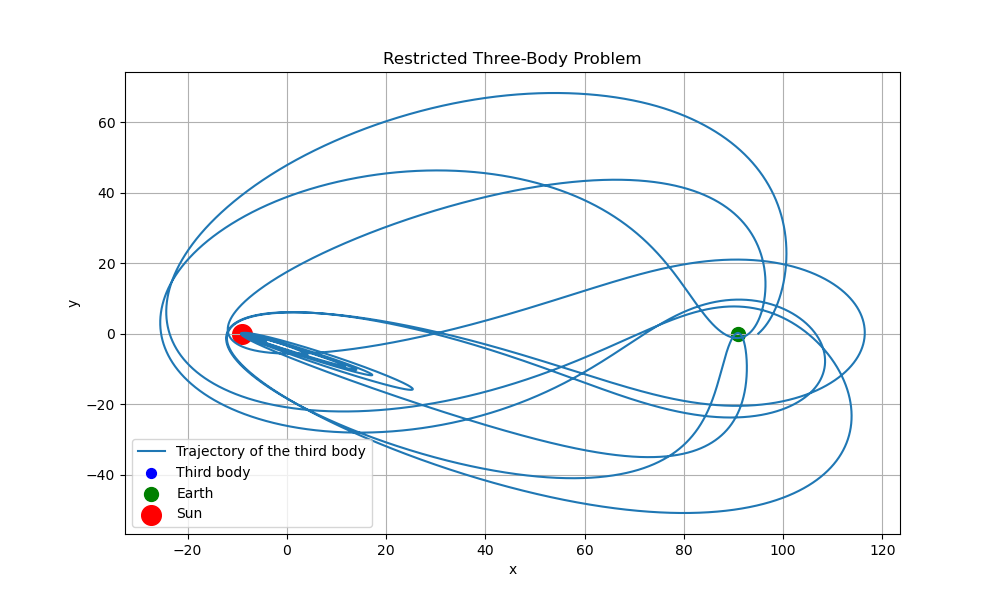 Restricted Three-Body Problem
y
60
40
20
0
−20
−40
Trajectory of the third body
Third body
Earth
Sun
−20 0 20 40 60 80 100 120
x